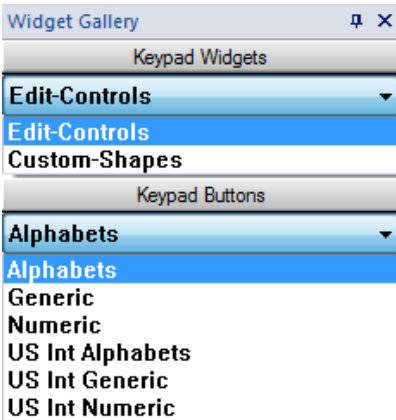 Widget Gallery
Keypad Widgets
Edit-Controls
Edit-Controls
Custom-Shapes
Keypad Buttons
Alphabets
Alphabets
Generic
Numeric
US Int Alphabets
US Int Generic
US Int Numeric